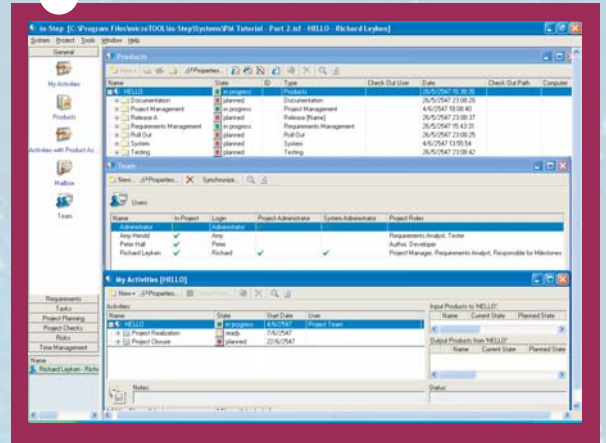 in-Step [C:\Program Files\microTOOL\in-Step\Systems\PM Tutorial - Part 2.isf - HELLO - Richard Leyken]
System Project Tools Window Help
General
My Activities
Products
Activities with Product Ac...
Mailbox
Team
Requirements
Tasks
Project Planning
Project Checks
Risks
Time Management
Name
Richard Leyken - Richa
Products
New Properties...
Name State ID Type Check Out User Date Check Out Path Computer
HELLO in progress Products 26/5/2547 15:39:35
Documentation planned Documentation 26/5/2547 23:08:20
Project Management planned Project Management 4/6/2547 18:08:40
Release A planned Release [Name] 26/5/2547 23:08:37
Requirements Management planned Requirements Management 26/5/2547 15:43:31
Roll Out planned Roll Out 26/5/2547 23:08:25
System planned System 4/6/2547 13:55:54
Testing planned Testing 26/5/2547 23:08:42
Team
New... Properties... Synchronize...
Users:
Name In Project Login Project Administrator System Administrator Project Roles
Administrator Administrator
Amy Herold Amy Requirements Analyst, Tester
Peter Hall Peter Author, Developer
Richard Leyken Richard Project Manager, Requirements Analyst, Responsible for Milestones
My Activities [HELLO]
New Properties...
Activities:
Name State Start Date User
HELLO in progress 4/6/2547 Project Team
Project Realization ready 7/6/2547
Project Closure planned 22/6/2547
Input Products to 'HELLO':
Name Current State Planned State
Output Products from 'HELLO':
Name Current State Planned State
Notes:
Status: